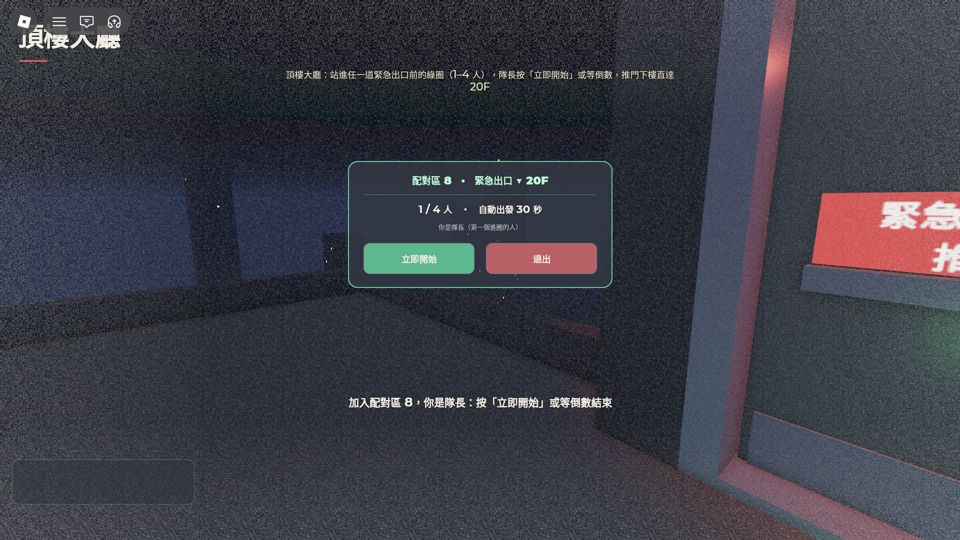 頂樓大廳
頂樓大廳：站進任一道緊急出口前的綠圈（1–4 人），隊長按「立即開始」或等倒數，推門下樓直達
20F
配對區 8 • 緊急出口 ▼ 20F
1 / 4 人 • 自動出發 30 秒
你是隊長（第一個進圈的人）
立即開始
退出
緊急
推
加入配對區 8，你是隊長：按「立即開始」或等倒數結束